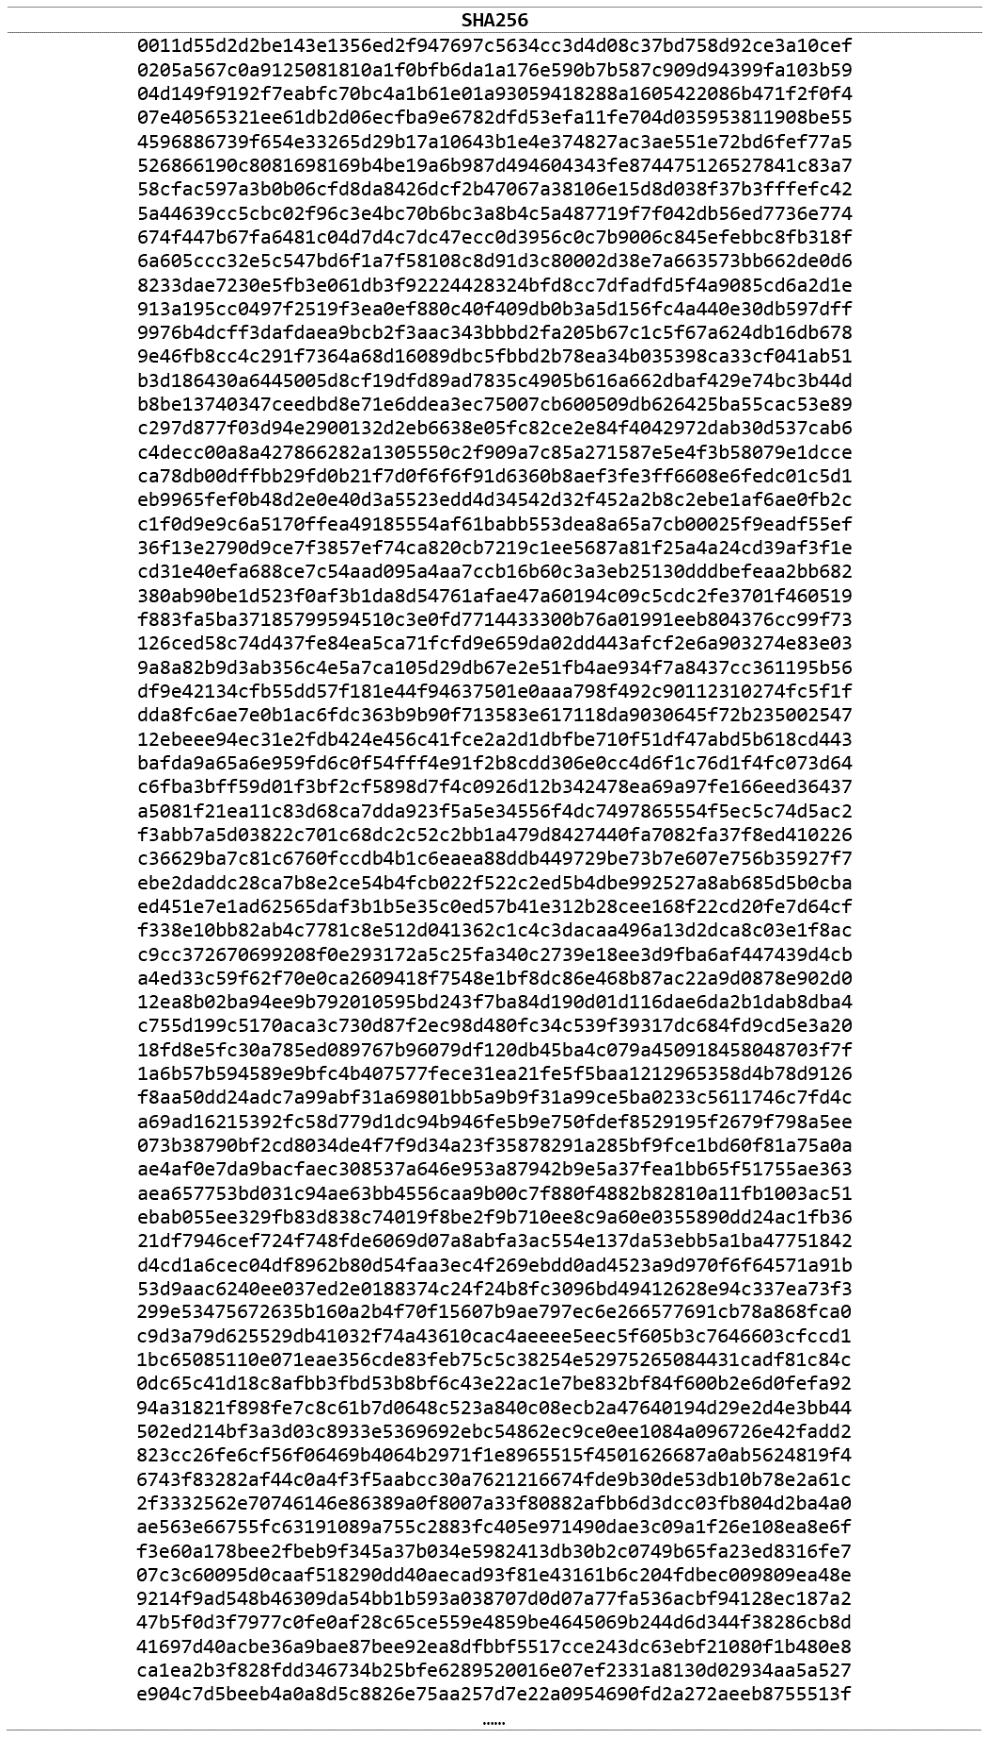 SHA256
0011d55d2d2be143e1356ed2f947697c5634cc3d4d08c37bd758d92ce3a10cef
0205a567c0a9125081810a1f0bfb6da1a176e590b7b587c909d94399fa103b59
04d149f9192f7eabfc70bc4a1b61e01a93059418288a1605422086b471f2f0f4
07e40565321ee61db2d06ecfba9e6782dfd53efa11fe704d035953811908be55
4596886739f654e33265d29b17a10643b1e4e374827ac3ae551e72bd6fef77a5
526866190c8081698169b4be19a6b987d494604343fe874475126527841c83a7
58cfac597a3b0b06cfd8da8426dcf2b47067a38106e15d8d038f37b3fffefc42
5a44639cc5cbc02f96c3e4bc70b6bc3a8b4c5a487719f7f042db56ed7736e774
674f447b67fa6481c04d7d4c7dc47ecc0d3956c0c7b9006c845efebbc8fb318f
6a605ccc32e5c547bd6f1a7f58108c8d91d3c80002d38e7a663573bb662de0d6
8233dae7230e5fb3e061db3f92224428324bfd8cc7dfadfd5f4a9085cd6a2d1e
913a195cc0497f2519f3ea0ef880c40f409db0b3a5d156fc4a440e30db597dff
9976b4dcff3dafdaea9bcb2f3aac343bbbd2fa205b67c1c5f67a624db16db678
9e46fb8cc4c291f7364a68d16089dbc5fbbd2b78ea34b035398ca33cf041ab51
b3d186430a6445005d8cf19dfd89ad7835c4905b616a662dbaf429e74bc3b44d
b8be13740347ceedbd8e71e6ddea3ec75007cb600509db626425ba55cac53e89
c297d877f03d94e2900132d2eb6638e05fc82ce2e84f4042972dab30d537cab6
c4decc00a8a427866282a1305550c2f909a7c85a271587e5e4f3b58079e1dcce
ca78db00dffbb29fd0b21f7d0f6f6f91d6360b8aef3fe3ff6608e6fedc01c5d1
eb9965fef0b48d2e0e40d3a5523edd4d34542d32f452a2b8c2ebe1af6ae0fb2c
c1f0d9e9c6a5170ffea49185554af61babb553dea8a65a7cb00025f9eadf55ef
36f13e2790d9ce7f3857ef74ca820cb7219c1ee5687a81f25a4a24cd39af3f1e
cd31e40efa688ce7c54aad095a4aa7ccb16b60c3a3eb25130dddbefeaa2bb682
380ab90be1d523f0af3b1da8d54761afae47a60194c09c5cdc2fe3701f460519
f883fa5ba37185799594510c3e0fd7714433300b76a01991eeb804376cc99f73
126ced58c74d437fe84ea5ca71fcfd9e659da02dd443afcf2e6a903274e83e03
9a8a82b9d3ab356c4e5a7ca105d29db67e2e51fb4ae934f7a8437cc361195b56
df9e42134cfb55dd57f181e44f94637501e0aaa798f492c90112310274fc5f1f
dda8fc6ae7e0b1ac6fdc363b9b90f713583e617118da9030645f72b235002547
12ebeee94ec31e2fdb424e456c41fce2a2d1dbfbe710f51df47abd5b618cd443
bafda9a65a6e959fd6c0f54fff4e91f2b8cdd306e0cc4d6f1c76d1f4fc073d64
c6fba3bff59d01f3bf2cf5898d7f4c0926d12b342478ea69a97fe166eed36437
a5081f21ea11c83d68ca7dda923f5a5e34556f4dc7497865554f5ec5c74d5ac2
f3abb7a5d03822c701c68dc2c52c2bb1a479d8427440fa7082fa37f8ed410226
c36629ba7c81c6760fccdb4b1c6eaea88ddb449729be73b7e607e756b35927f7
ebe2daddc28ca7b8e2ce54b4fcb022f522c2ed5b4dbe992527a8ab685d5b0cba
ed451e7e1ad62565daf3b1b5e35c0ed57b41e312b28cee168f22cd20fe7d64cf
f338e10bb82ab4c7781c8e512d041362c1c4c3dacaa496a13d2dca8c03e1f8ac
c9cc372670699208f0e293172a5c25fa340c2739e18ee3d9fba6af447439d4cb
a4ed33c59f62f70e0ca2609418f7548e1bf8dc86e468b87ac22a9d0878e902d0
12ea8b02ba94ee9b792010595bd243f7ba84d190d01d116dae6da2b1dab8dba4
c755d199c5170aca3c730d87f2ec98d480fc34c539f39317dc684fd9cd5e3a20
18fd8e5fc30a785ed089767b96079df120db45ba4c079a450918458048703f7f
1a6b57b594589e9bfc4b407577fece31ea21fe5f5baa1212965358d4b78d9126
f8aa50dd24adc7a99abf31a69801bb5a9b9f31a99ce5ba0233c5611746c7fd4c
a69ad16215392fc58d779d1dc94b946fe5b9e750fdef8529195f2679f798a5ee
073b38790bf2cd8034de4f7f9d34a23f35878291a285bf9fce1bd60f81a75a0a
ae4af0e7da9bacfaec308537a646e953a87942b9e5a37fea1bb65f51755ae363
aea657753bd031c94ae63bb4556caa9b00c7f880f4882b82810a11fb1003ac51
ebab055ee329fb83d838c74019f8be2f9b710ee8c9a60e0355890dd24ac1fb36
21df7946cef724f748fde6069d07a8abfa3ac554e137da53ebb5a1ba47751842
d4cd1a6cec04df8962b80d54faa3ec4f269ebdd0ad4523a9d970f6f64571a91b
53d9aac6240ee037ed2e0188374c24f24b8fc3096bd49412628e94c337ea73f3
299e53475672635b160a2b4f70f15607b9ae797ec6e266577691cb78a868fca0
c9d3a79d625529db41032f74a43610cac4aeeee5eec5f605b3c7646603cfccd1
1bc65085110e071eae356cde83feb75c5c38254e52975265084431cadf81c84c
0dc65c41d18c8afbb3fbd53b8bf6c43e22ac1e7be832bf84f600b2e6d0fefa92
94a31821f898fe7c8c61b7d0648c523a840c08ecb2a47640194d29e2d4e3bb44
502ed214bf3a3d03c8933e5369692ebc54862ec9ce0ee1084a096726e42fadd2
823cc26fe6cf56f06469b4064b2971f1e8965515f4501626687a0ab5624819f4
6743f83282af44c0a4f3f5aabcc30a7621216674fde9b30de53db10b78e2a61c
2f3332562e70746146e86389a0f8007a33f80882afbb6d3dcc03fb804d2ba4a0
ae563e66755fc63191089a755c2883fc405e971490dae3c09a1f26e108ea8e6f
f3e60a178bee2fbeb9f345a37b034e5982413db30b2c0749b65fa23ed8316fe7
07c3c60095d0caaf518290dd40aecad93f81e43161b6c204fdbec009809ea48e
9214f9ad548b46309da54bb1b593a038707d0d07a77fa536acbf94128ec187a2
47b5f0d3f7977c0fe0af28c65ce559e4859be4645069b244d6d344f38286cb8d
41697d40acbe36a9bae87bee92ea8dfbbf5517cce243dc63ebf21080f1b480e8
ca1ea2b3f828fdd346734b25bfe6289520016e07ef2331a8130d02934aa5a527
e904c7d5beeb4a0a8d5c8826e75aa257d7e22a0954690fd2a272aeeb8755513f
……